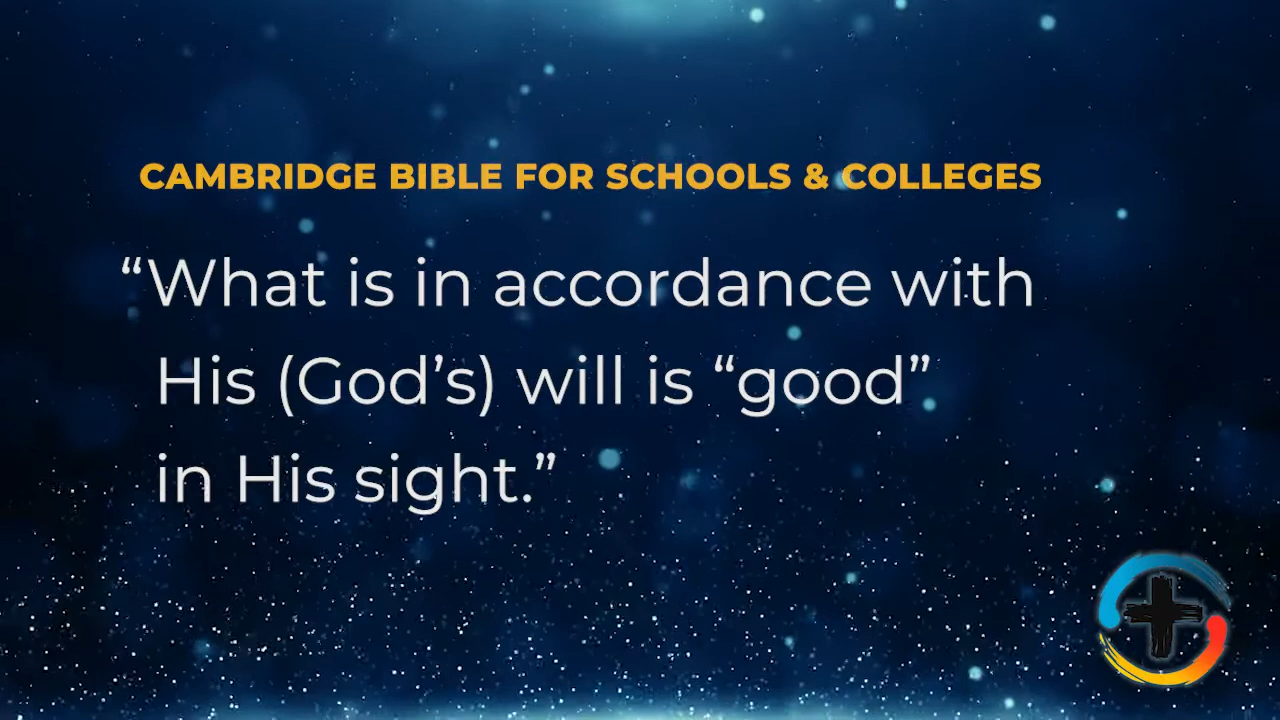 CAMBRIDGE BIBLE FOR SCHOOLS & COLLEGES
“What is in accordance with
His (God’s) will is “good”
in His sight.”